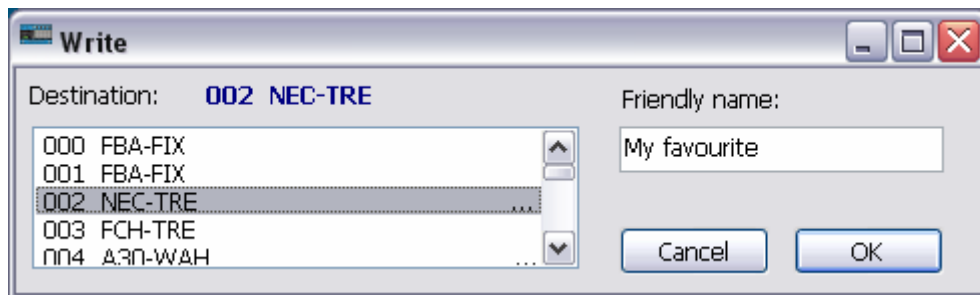 Write
Destination: 002 NEC-TRE
000 FBA-FIX
001 FBA-FIX
002 NEC-TRE ...
003 FCH-TRE
004 A30-WAH ...
Friendly name:
My favourite
Cancel
OK